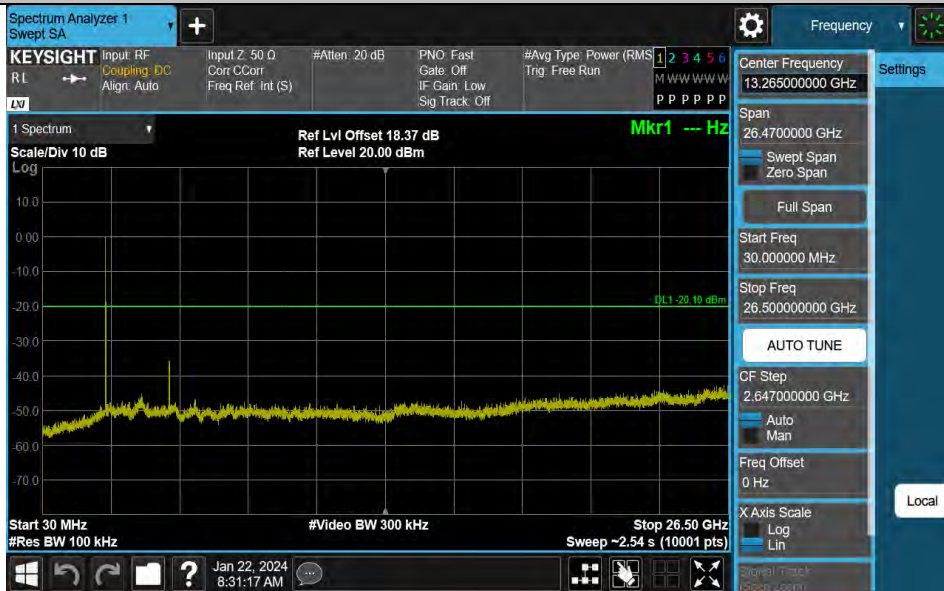 Spectrum Analyzer 1
Swept SA
+
Frequency
KEYSIGHT
RL
LXI
Input: RF
Coupling: DC
Align: Auto
Input Z: 50 Ω
Corr CCorr
Freq Ref: Int (S)
#Atten: 20 dB
PNO: Fast
Gate: Off
IF Gain: Low
Sig Track: Off
#Avg Type: Power (RMS
Trig: Free Run
1 2 3 4 5 6
M W W W W W
P P P P P P
1 Spectrum
Scale/Div 10 dB
Log
Ref Lvl Offset 18.37 dB
Ref Level 20.00 dBm
Mkr1 --- Hz
10.0
0.00
-10.0
-20.0
-30.0
-40.0
-50.0
-60.0
-70.0
DL1 -20.10 dBm
Start 30 MHz
#Res BW 100 kHz
#Video BW 300 kHz
Stop 26.50 GHz
Sweep ~2.54 s (10001 pts)
Center Frequency
13.265000000 GHz
Settings
Span
26.4700000 GHz
Swept Span
Zero Span
Full Span
Start Freq
30.000000 MHz
Stop Freq
26.500000000 GHz
AUTO TUNE
CF Step
2.647000000 GHz
Auto
Man
Freq Offset
0 Hz
X Axis Scale
Log
Lin
Signal Track
(Span Zoom)
Local
?
Jan 22, 2024
8:31:17 AM